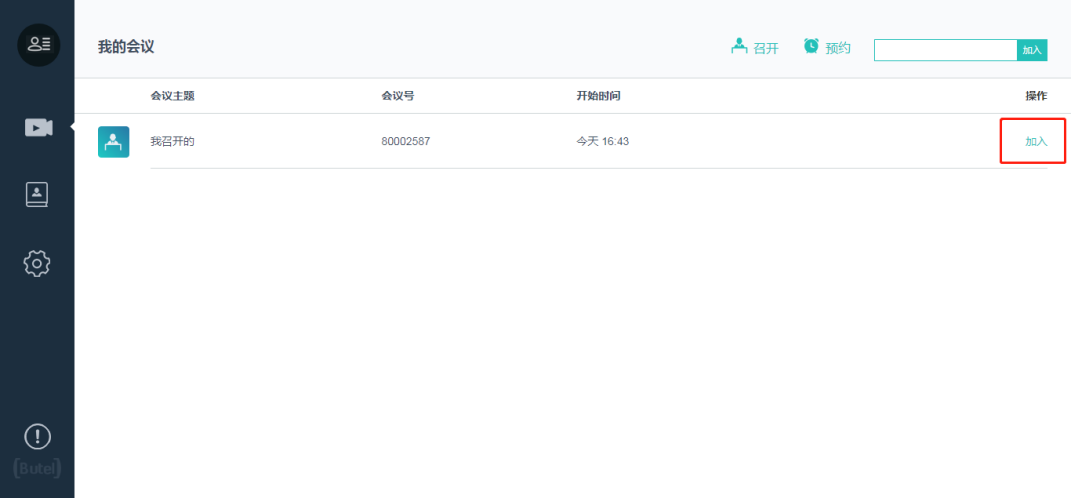 我的会议
召开
预约
加入
会议主题 会议号 开始时间 操作
我召开的 80002587 今天 16:43 加入
(Butel)